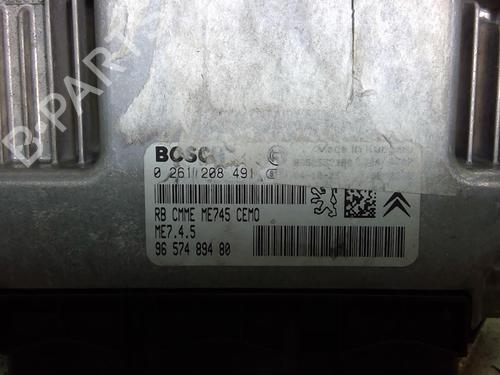 B-PARTS
BOSCH
0 261 208 491
Made in Hungary
RB CMME ME745 CEMO
ME7.4.5
96 574 894 80